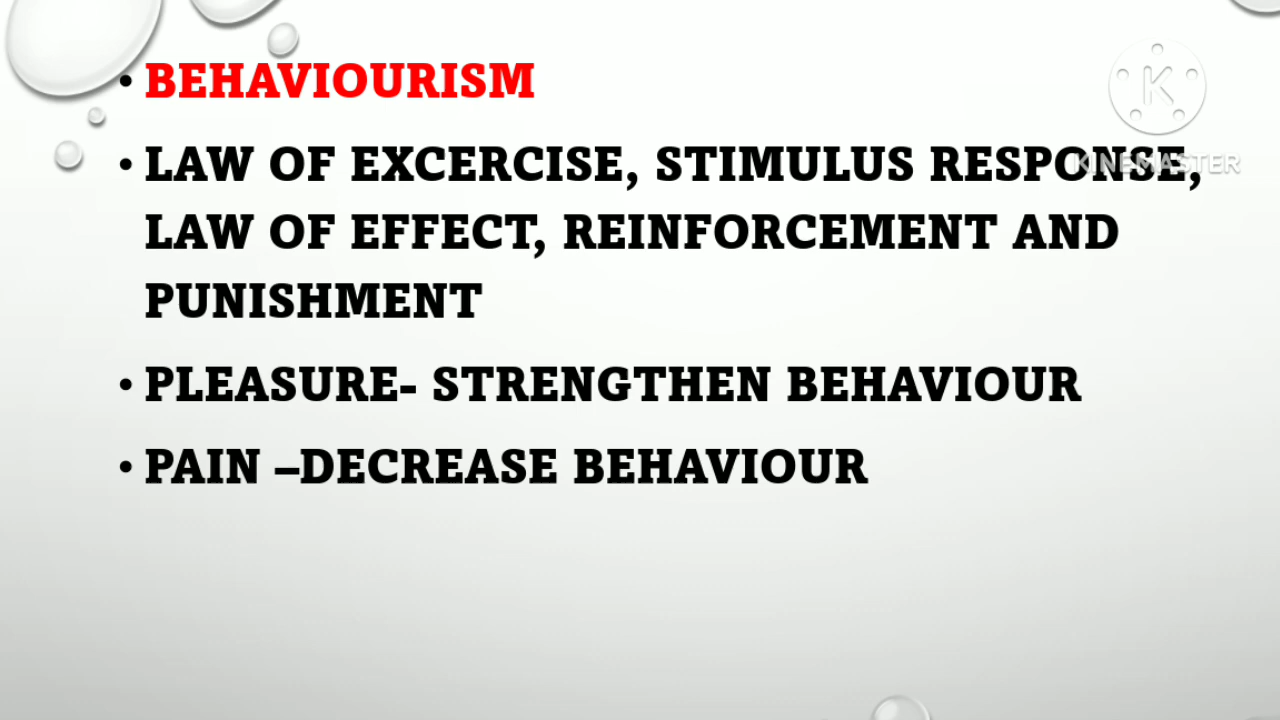 • BEHAVIOURISM
• LAW OF EXCERCISE, STIMULUS RESPONSE,
LAW OF EFFECT, REINFORCEMENT AND
PUNISHMENT
• PLEASURE- STRENGTHEN BEHAVIOUR
• PAIN –DECREASE BEHAVIOUR
K
KINEMASTER